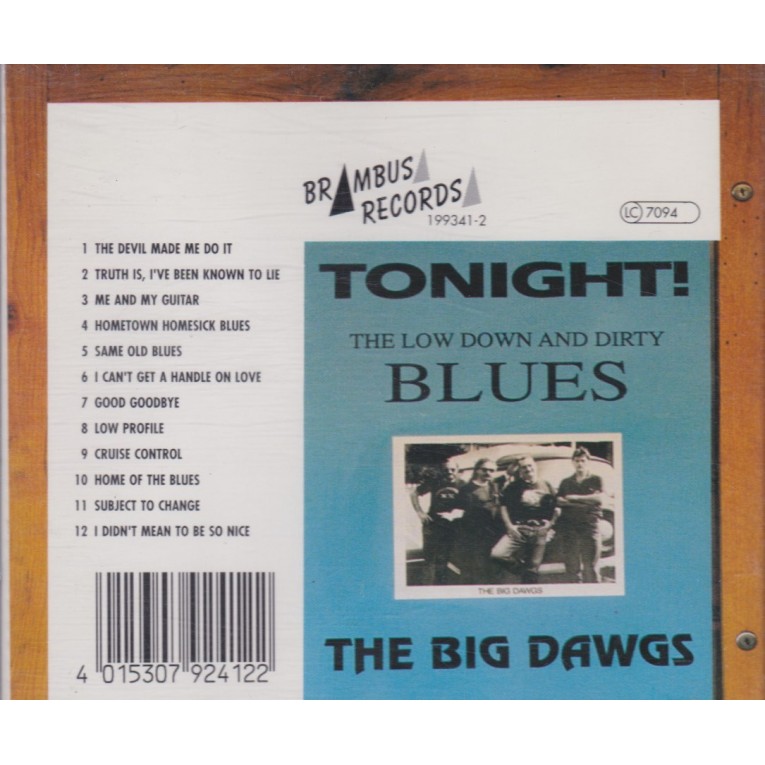 BRAMBUS
RECORDS
199341-2
LC 7094
1 THE DEVIL MADE ME DO IT
2 TRUTH IS, I'VE BEEN KNOWN TO LIE
3 ME AND MY GUITAR
4 HOMETOWN HOMESICK BLUES
5 SAME OLD BLUES
6 I CAN'T GET A HANDLE ON LOVE
7 GOOD GOODBYE
8 LOW PROFILE
9 CRUISE CONTROL
10 HOME OF THE BLUES
11 SUBJECT TO CHANGE
12 I DIDN'T MEAN TO BE SO NICE
4 015307 924122
TONIGHT!
THE LOW DOWN AND DIRTY
BLUES
THE BIG DAWGS
THE BIG DAWGS